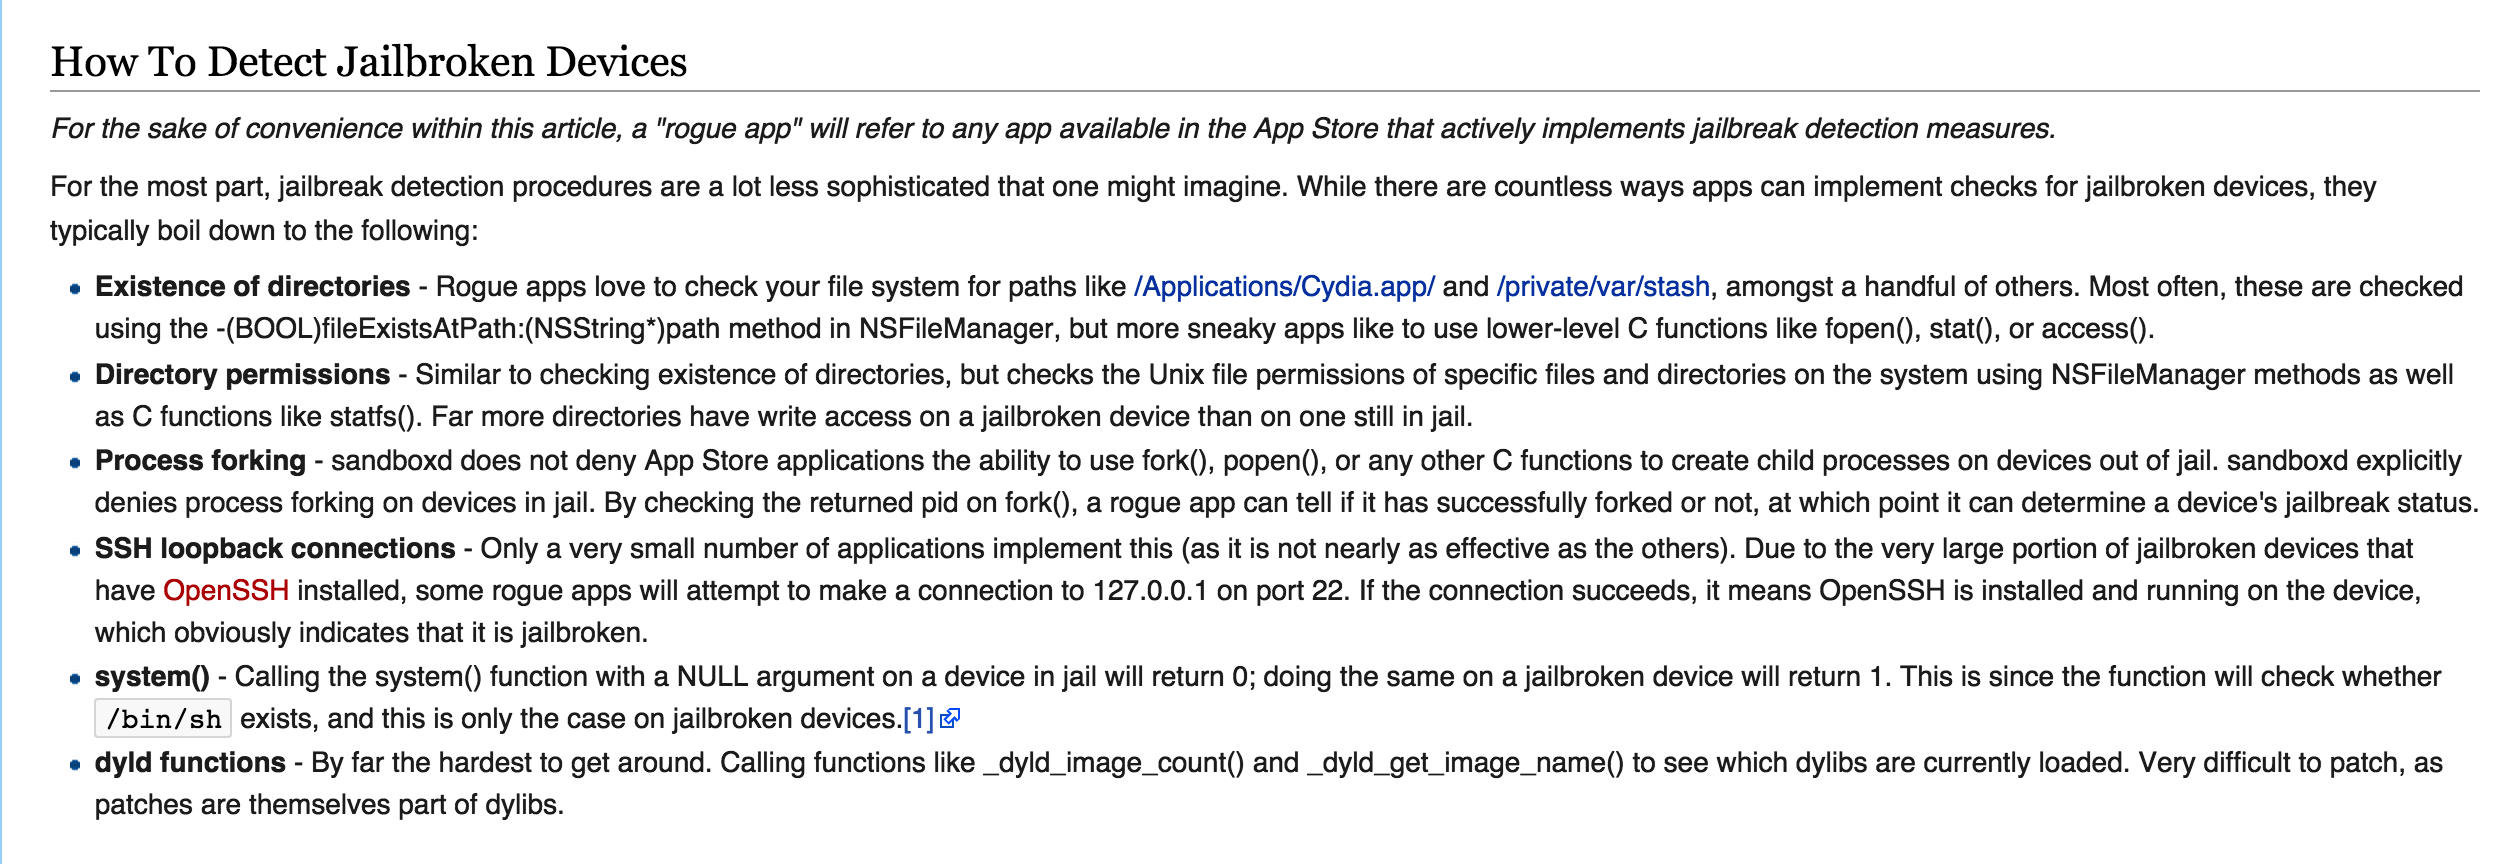 How To Detect Jailbroken Devices
For the sake of convenience within this article, a "rogue app" will refer to any app available in the App Store that actively implements jailbreak detection measures.
For the most part, jailbreak detection procedures are a lot less sophisticated that one might imagine. While there are countless ways apps can implement checks for jailbroken devices, they
typically boil down to the following:
Existence of directories - Rogue apps love to check your file system for paths like /Applications/Cydia.app/ and /private/var/stash, amongst a handful of others. Most often, these are checked
using the -(BOOL)fileExistsAtPath:(NSString*)path method in NSFileManager, but more sneaky apps like to use lower-level C functions like fopen(), stat(), or access().
Directory permissions - Similar to checking existence of directories, but checks the Unix file permissions of specific files and directories on the system using NSFileManager methods as well
as C functions like statfs(). Far more directories have write access on a jailbroken device than on one still in jail.
Process forking - sandboxd does not deny App Store applications the ability to use fork(), popen(), or any other C functions to create child processes on devices out of jail. sandboxd explicitly
denies process forking on devices in jail. By checking the returned pid on fork(), a rogue app can tell if it has successfully forked or not, at which point it can determine a device's jailbreak status.
SSH loopback connections - Only a very small number of applications implement this (as it is not nearly as effective as the others). Due to the very large portion of jailbroken devices that
have OpenSSH installed, some rogue apps will attempt to make a connection to 127.0.0.1 on port 22. If the connection succeeds, it means OpenSSH is installed and running on the device,
which obviously indicates that it is jailbroken.
system() - Calling the system() function with a NULL argument on a device in jail will return 0; doing the same on a jailbroken device will return 1. This is since the function will check whether
/bin/sh exists, and this is only the case on jailbroken devices.[1]
dyld functions - By far the hardest to get around. Calling functions like _dyld_image_count() and _dyld_get_image_name() to see which dylibs are currently loaded. Very difficult to patch, as
patches are themselves part of dylibs.